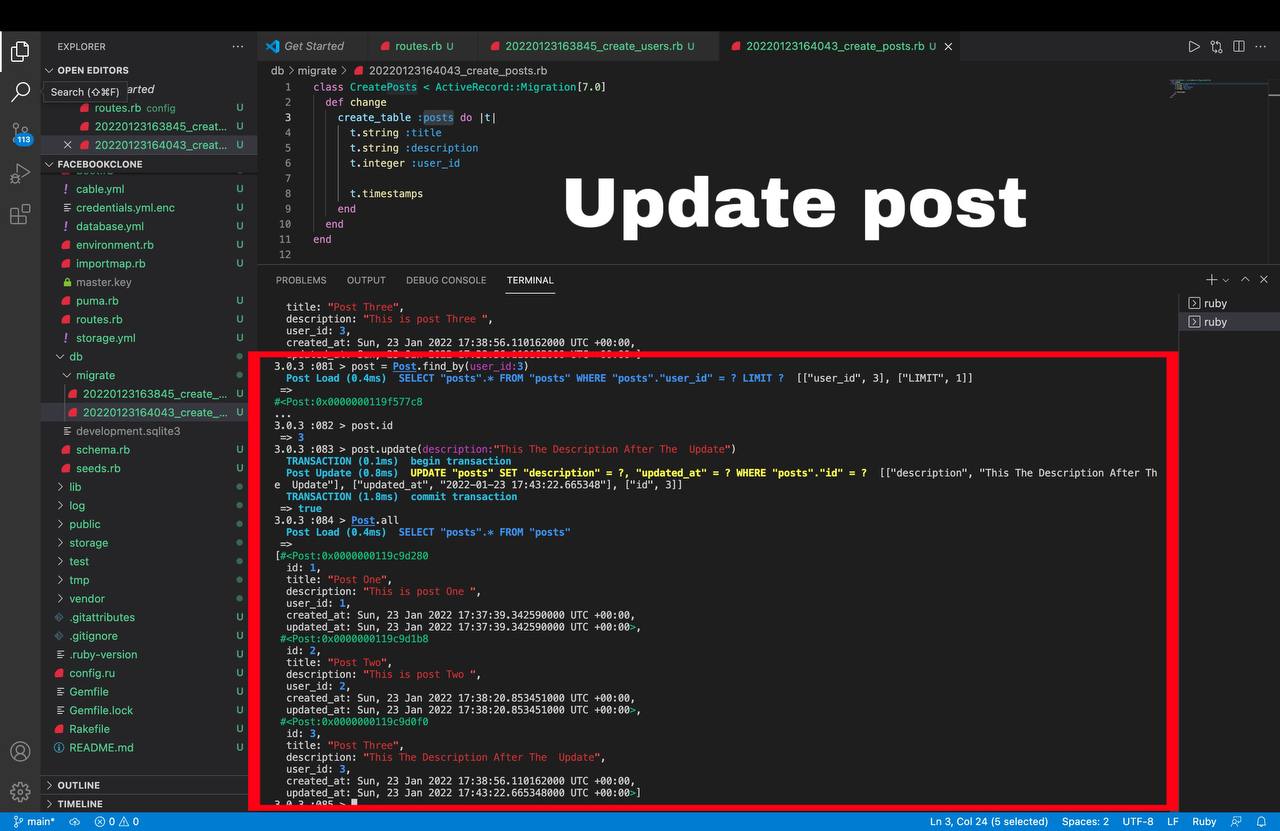 EXPLORER
OPEN EDITORS
Search (⇧⌘F)
arted
routes.rb config U
20220123163845_creat... U
20220123164043_creat... U
FACEBOOKCLONE
cable.yml U
credentials.yml.enc U
database.yml U
environment.rb U
importmap.rb U
master.key
puma.rb U
routes.rb U
storage.yml U
db
migrate
20220123163845_create_... U
20220123164043_create_... U
development.sqlite3
schema.rb U
seeds.rb U
lib
log
public
storage
test
tmp
vendor
.gitattributes U
.gitignore U
.ruby-version U
config.ru U
Gemfile U
Gemfile.lock U
Rakefile U
README.md U
OUTLINE
TIMELINE
113
Get Started
routes.rb U
20220123163845_create_users.rb U
20220123164043_create_posts.rb U
db > migrate > 20220123164043_create_posts.rb
1 class CreatePosts < ActiveRecord::Migration[7.0]
2 def change
3 create_table :posts do |t|
4 t.string :title
5 t.string :description
6 t.integer :user_id
7
8 t.timestamps
9 end
10 end
11 end
12
Update post
PROBLEMS OUTPUT DEBUG CONSOLE TERMINAL
ruby
ruby
title: "Post Three",
description: "This is post Three ",
user_id: 3,
created_at: Sun, 23 Jan 2022 17:38:56.110162000 UTC +00:00,
3.0.3 :081 > post = Post.find_by(user_id:3)
Post Load (0.4ms) SELECT "posts".* FROM "posts" WHERE "posts"."user_id" = ? LIMIT ? [["user_id", 3], ["LIMIT", 1]]
=>
#<Post:0x0000000119f577c8
...
3.0.3 :082 > post.id
=> 3
3.0.3 :083 > post.update(description:"This The Description After The  Update")
TRANSACTION (0.1ms) begin transaction
Post Update (0.8ms) UPDATE "posts" SET "description" = ?, "updated_at" = ? WHERE "posts"."id" = ? [["description", "This The Description After Th
e  Update"], ["updated_at", "2022-01-23 17:43:22.665348"], ["id", 3]]
TRANSACTION (1.8ms) commit transaction
=> true
3.0.3 :084 > Post.all
Post Load (0.4ms) SELECT "posts".* FROM "posts"
=>
[#<Post:0x0000000119c9d280
id: 1,
title: "Post One",
description: "This is post One ",
user_id: 1,
created_at: Sun, 23 Jan 2022 17:37:39.342590000 UTC +00:00,
updated_at: Sun, 23 Jan 2022 17:37:39.342590000 UTC +00:00>,
#<Post:0x0000000119c9d1b8
id: 2,
title: "Post Two",
description: "This is post Two ",
user_id: 2,
created_at: Sun, 23 Jan 2022 17:38:20.853451000 UTC +00:00,
updated_at: Sun, 23 Jan 2022 17:38:20.853451000 UTC +00:00>,
#<Post:0x0000000119c9d0f0
id: 3,
title: "Post Three",
description: "This The Description After The  Update",
user_id: 3,
created_at: Sun, 23 Jan 2022 17:38:56.110162000 UTC +00:00,
updated_at: Sun, 23 Jan 2022 17:43:22.665348000 UTC +00:00>]
3.0.3 :085 >
main* 0 0 Ln 3, Col 24 (5 selected) Spaces: 2 UTF-8 LF Ruby